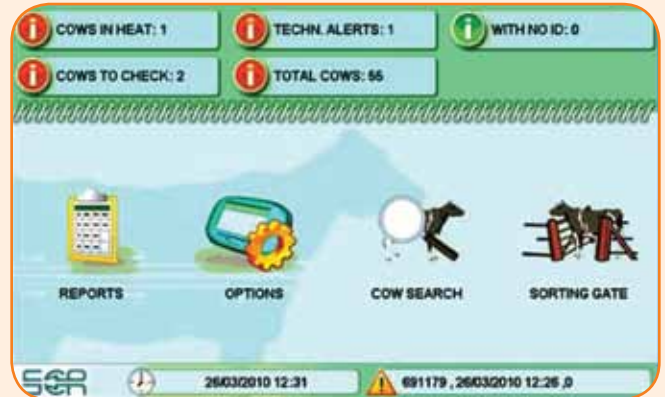 COWS IN HEAT: 1
TECHN. ALERTS: 1
WITH NO ID: 0
COWS TO CHECK: 2
TOTAL COWS: 55
REPORTS
OPTIONS
COW SEARCH
SORTING GATE
SCR
26/03/2010 12:31
691179 , 26/03/2010 12:26 ,0